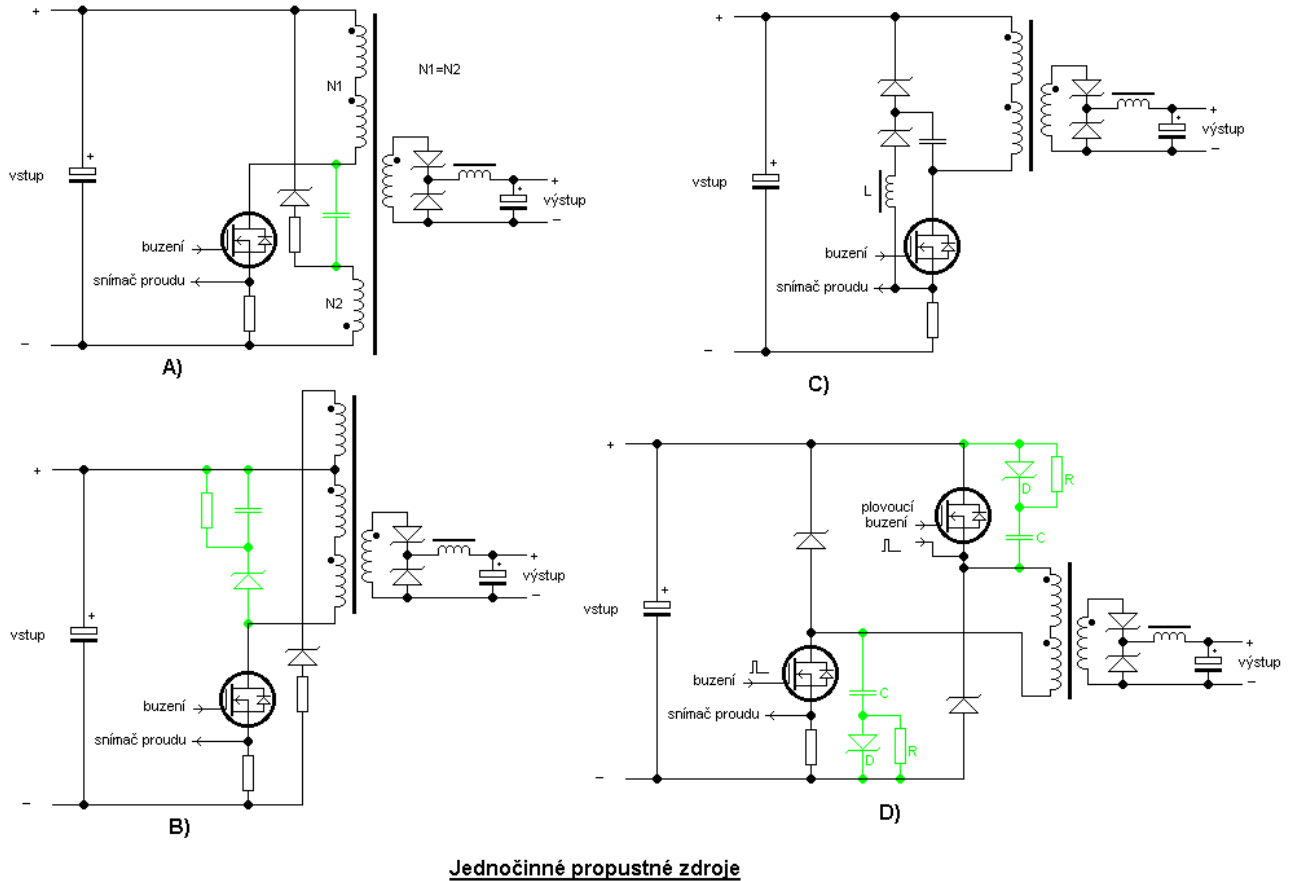 +
N1
N1=N2
+
vstup
+
+
výstup
−
buzení
snímač proudu
N2
−
A)
+
+
+
výstup
−
+
vstup
L
buzení
snímač proudu
−
C)
+
+
+
výstup
−
+
vstup
buzení
snímač proudu
−
B)
+
D
R
plovoucí
buzení
C
+
vstup
+
+
výstup
−
buzení
C
snímač proudu
D
R
−
D)
Jednočinné propustné zdroje